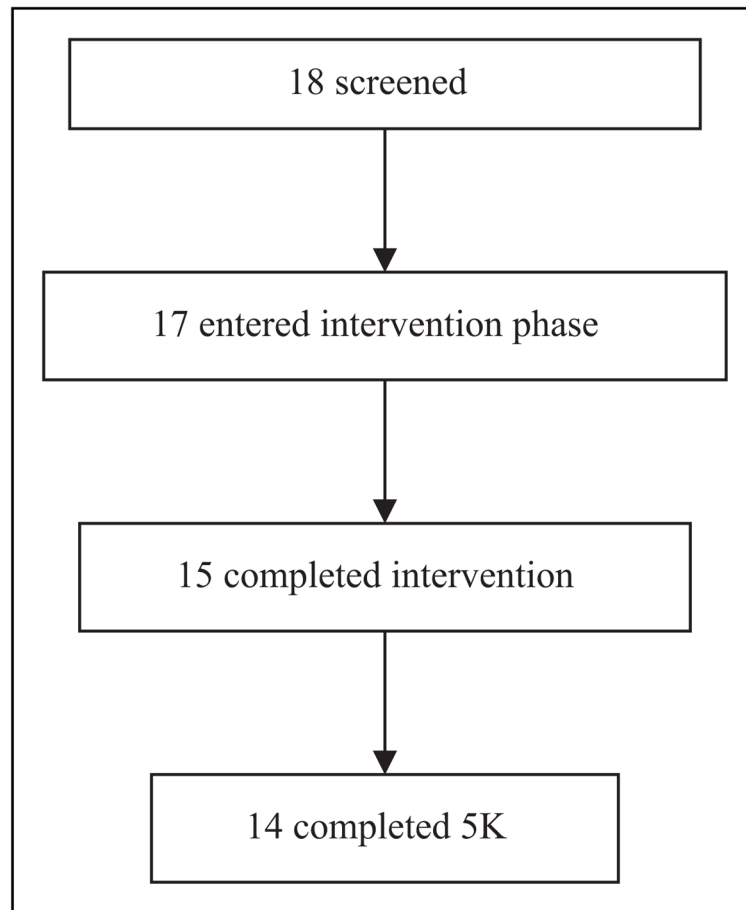 18 screened
17 entered intervention phase
15 completed intervention
14 completed 5K